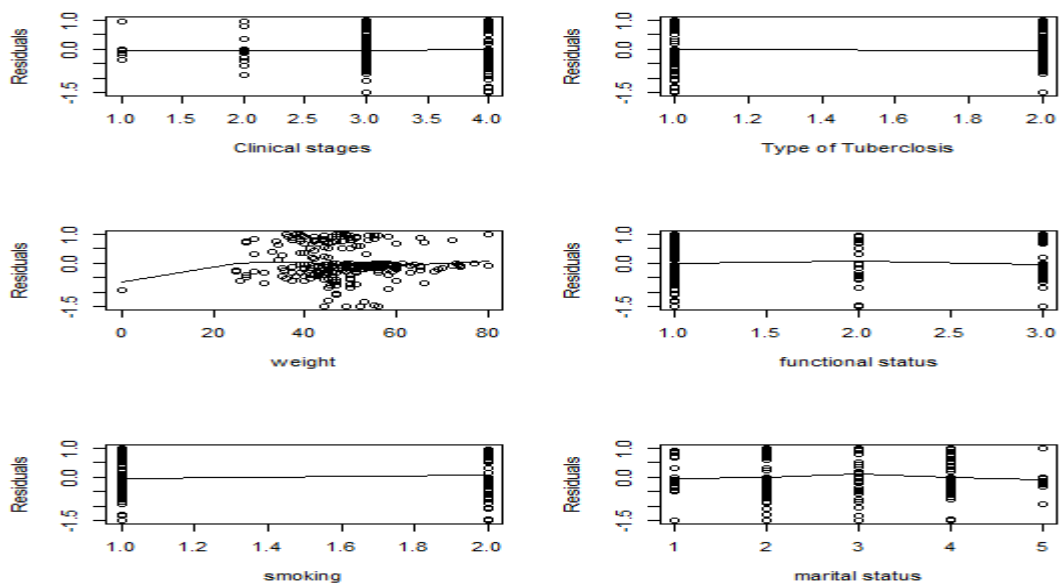 Residuals
1.0
0.0
-1.5
1.0 1.5 2.0 2.5 3.0 3.5 4.0
Clinical stages
Residuals
1.0
0.0
-1.5
1.0 1.2 1.4 1.6 1.8 2.0
Type of Tuberclosis
Residuals
1.0
0.0
-1.5
0 20 40 60 80
weight
Residuals
1.0
0.0
-1.5
1.0 1.5 2.0 2.5 3.0
functional status
Residuals
1.0
0.0
-1.5
1.0 1.2 1.4 1.6 1.8 2.0
smoking
Residuals
1.0
0.0
-1.5
1 2 3 4 5
marital status